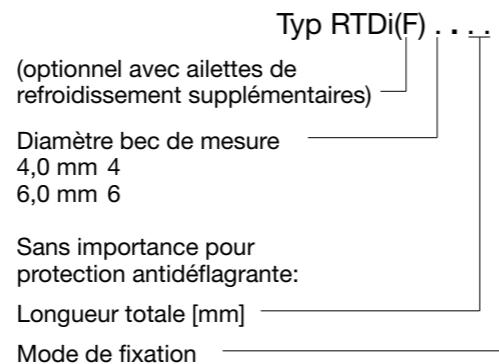 Typ RTDi(F) . . . .
(optionnel avec ailettes de
refroidissement supplémentaires)
Diamètre bec de mesure
4,0 mm 4
6,0 mm 6
Sans importance pour
protection antidéflagrante:
Longueur totale [mm]
Mode de fixation